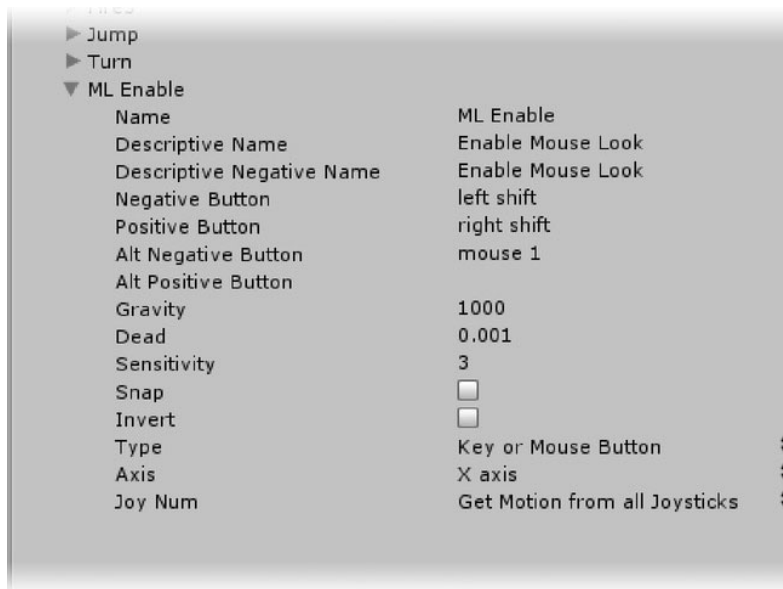 Jump
Turn
ML Enable
Name ML Enable
Descriptive Name Enable Mouse Look
Descriptive Negative Name Enable Mouse Look
Negative Button left shift
Positive Button right shift
Alt Negative Button mouse 1
Alt Positive Button
Gravity 1000
Dead 0.001
Sensitivity 3
Snap
Invert
Type Key or Mouse Button
Axis X axis
Joy Num Get Motion from all Joysticks